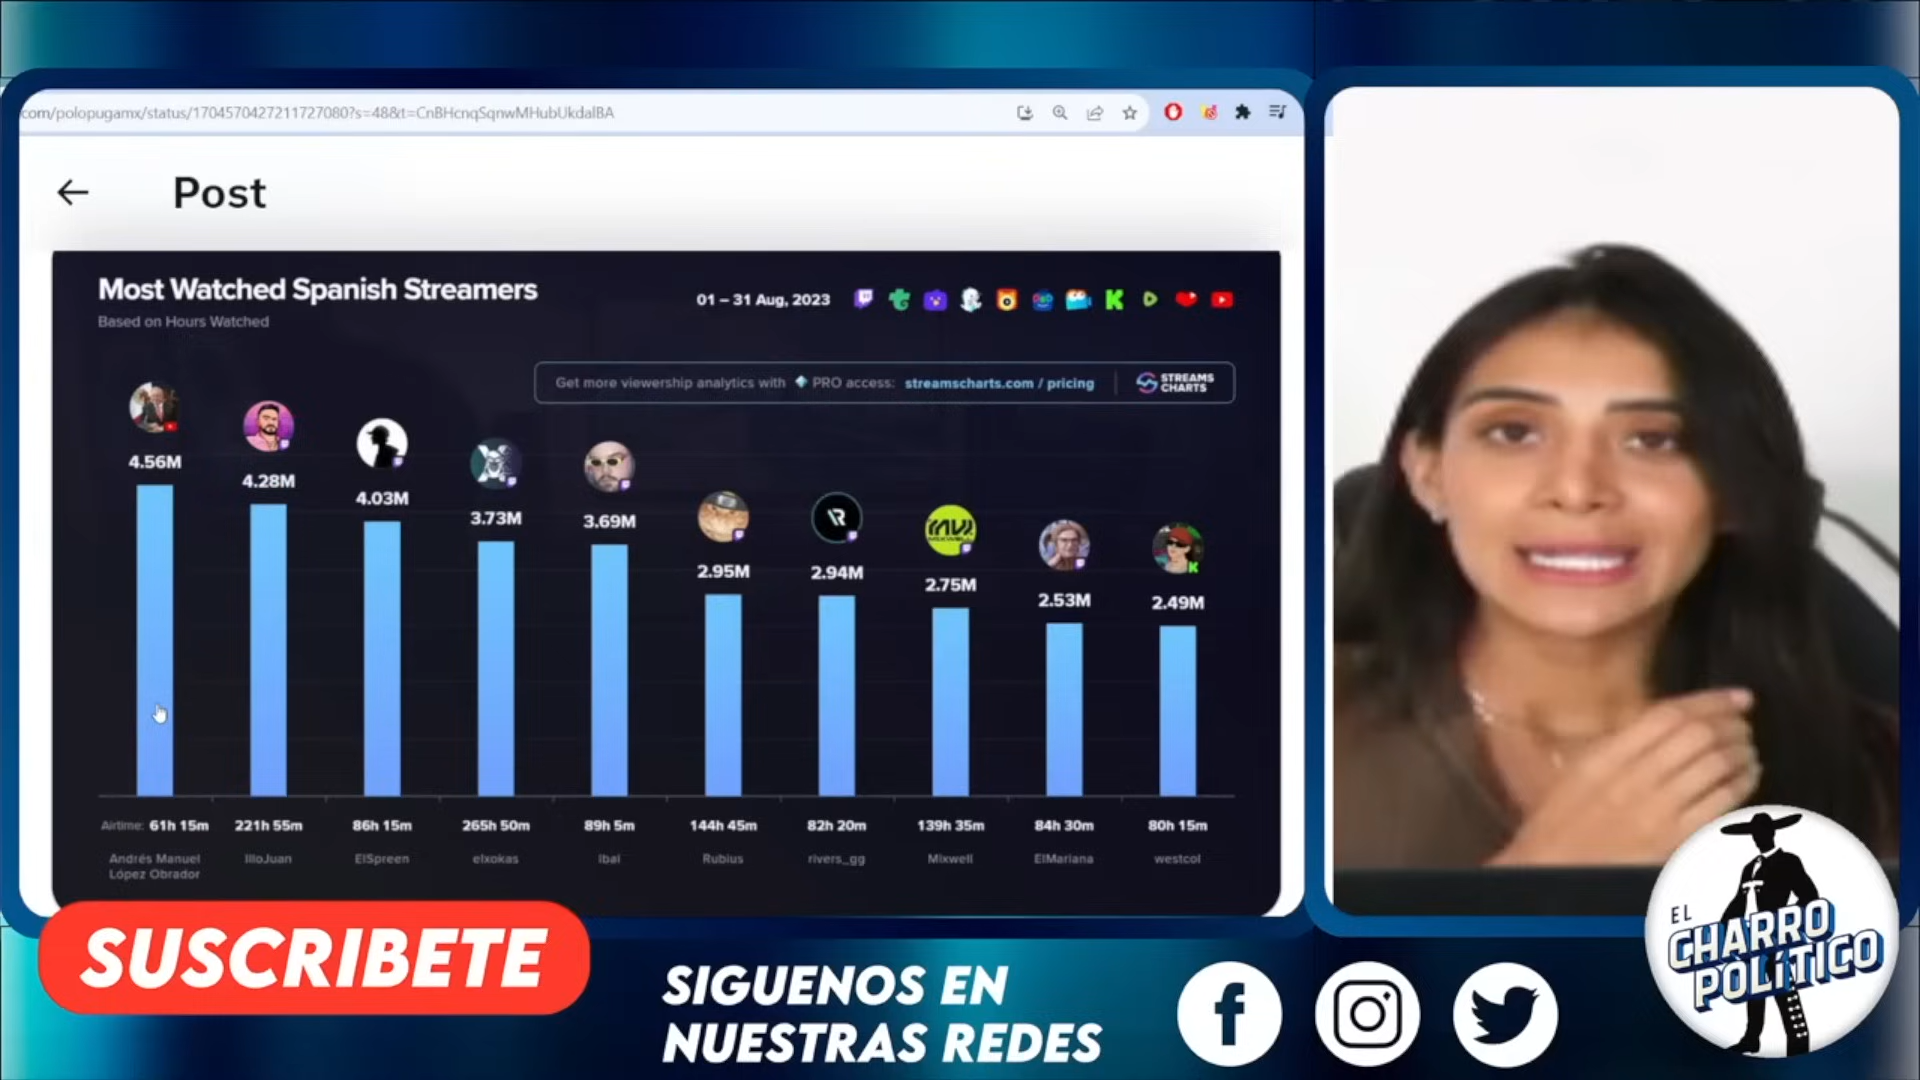 com/polopugamx/status/1704570427211727080?s=48&t=CnBHcnqSqnwMHubUkdalBA
Post
Most Watched Spanish Streamers
Based on Hours Watched
01 – 31 Aug, 2023
Get more viewership analytics with PRO access: streamscharts.com / pricing
STREAMS
CHARTS
4.56M
4.28M
4.03M
3.73M
3.69M
2.95M
2.94M
2.75M
2.53M
2.49M
Airtime: 61h 15m 221h 55m 86h 15m 265h 50m 89h 5m 144h 45m 82h 20m 139h 35m 84h 30m 80h 15m
Andrés Manuel
López Obrador
IlloJuan
ElSpreen
elxokas
Ibai
Rubius
rivers_gg
Mixwell
ElMariana
westcol
SUSCRIBETE
SIGUENOS EN
NUESTRAS REDES
EL
CHARRO
POLÍTICO